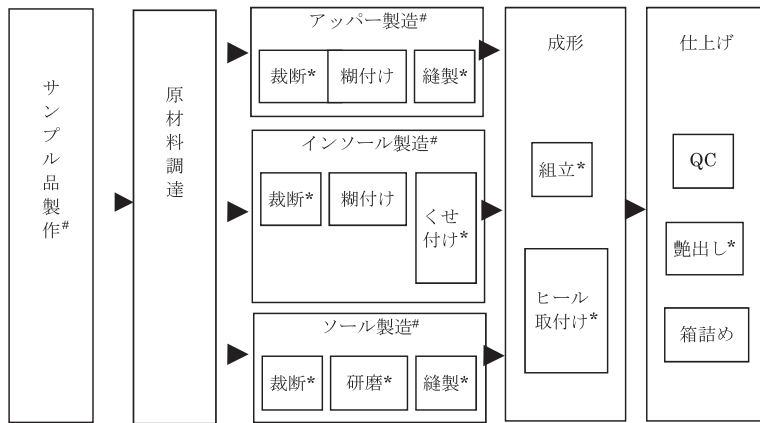 サンプル品製作#
原材料調達
アッパー製造#
裁断*
糊付け
縫製*
インソール製造#
裁断*
糊付け
くせ
付け*
ソール製造#
裁断*
研磨*
縫製*
成形
組立*
ヒール
取付け*
仕上げ
QC
艶出し*
箱詰め